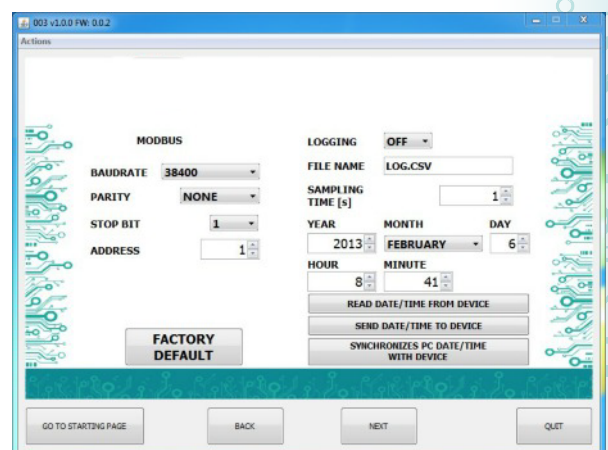 003 v1.0.0 FW: 0.0.2
Actions
MODBUS
BAUDRATE 38400
PARITY NONE
STOP BIT 1
ADDRESS 1
FACTORY
DEFAULT
LOGGING OFF
FILE NAME LOG.CSV
SAMPLING
TIME [s] 1
YEAR MONTH DAY
2013 FEBRUARY 6
HOUR MINUTE
8 41
READ DATE/TIME FROM DEVICE
SEND DATE/TIME TO DEVICE
SYNCHRONIZES PC DATE/TIME
WITH DEVICE
GO TO STARTING PAGE BACK NEXT QUIT